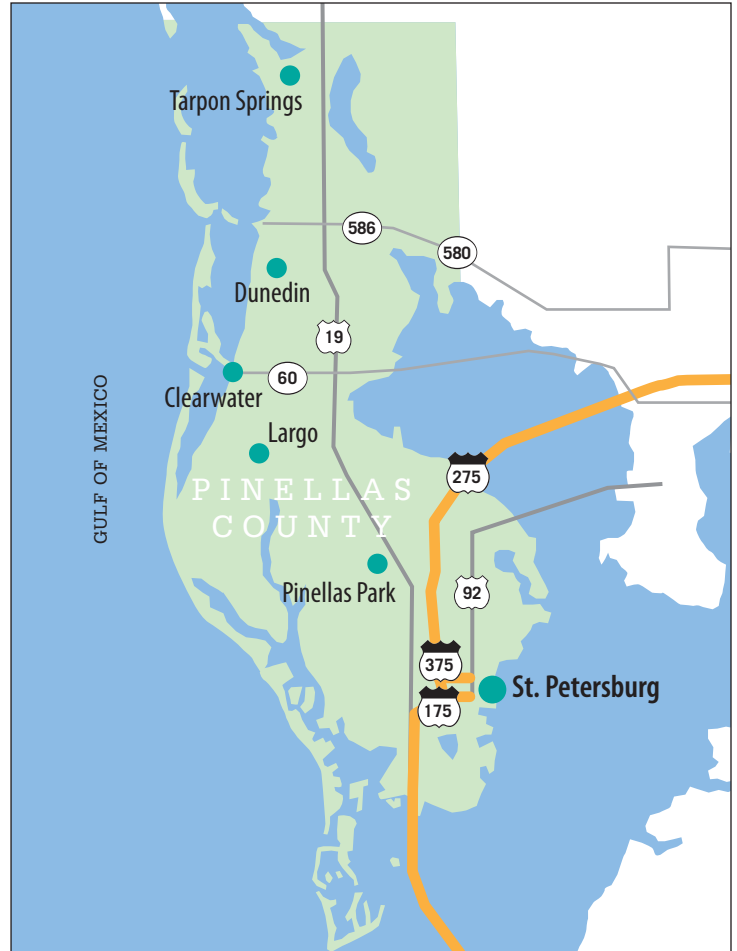 Tarpon Springs
586
580
Dunedin
19
60
Clearwater
Largo
GULF OF MEXICO
275
PINELLAS
COUNTY
Pinellas Park
92
375
St. Petersburg
175